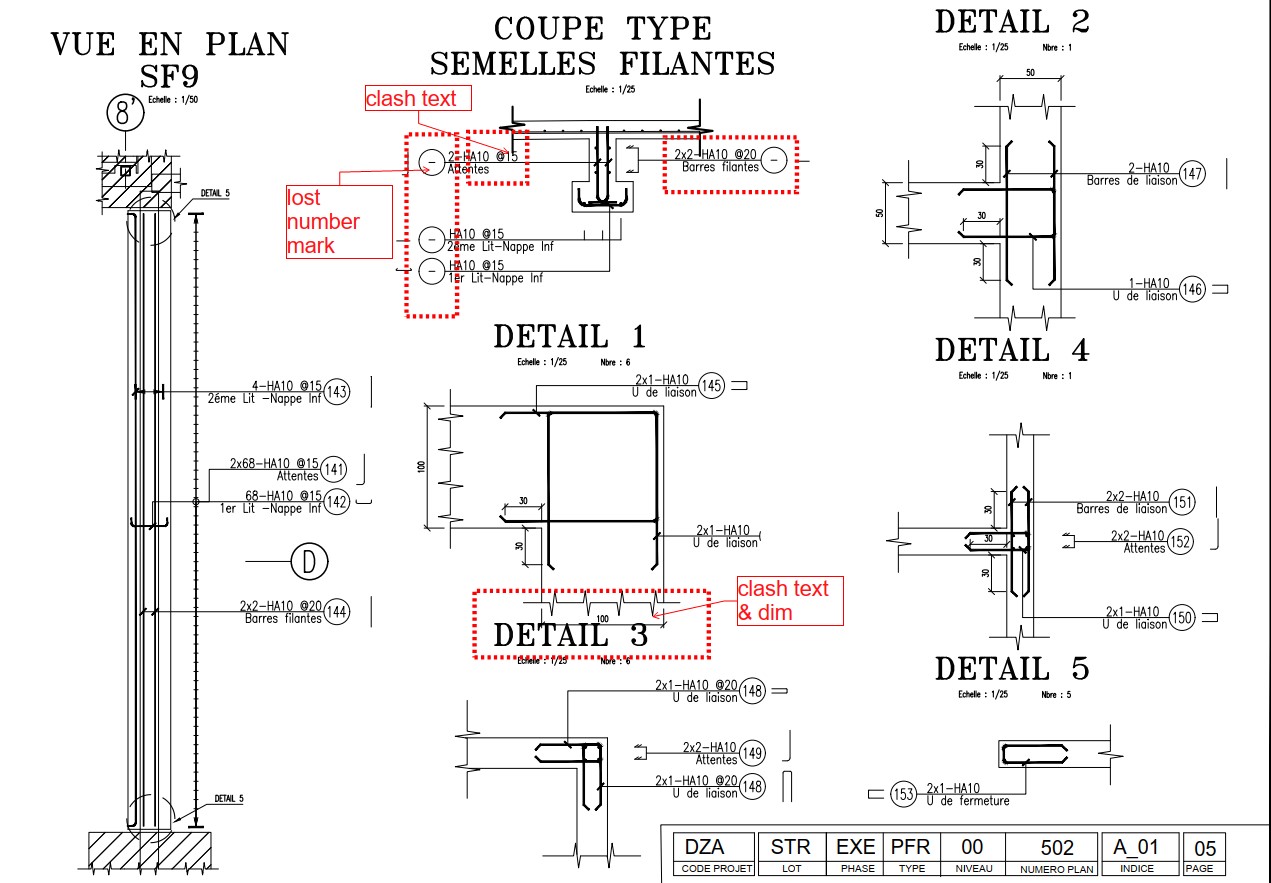 VUE EN PLAN
SF9
Echelle : 1/50
8'
DETAIL 5
4-HA10 @15
2éme Lit -Nappe Inf
143
2x68-HA10 @15
Attentes
141
68-HA10 @15
1er Lit -Nappe Inf
142
D
2x2-HA10 @20
Barres filantes
144
DETAIL 5
COUPE TYPE
SEMELLES FILANTES
Echelle : 1/25
clash text
lost
number
mark
-
2-HA10 @15
Attentes
2x2-HA10 @20
Barres filantes
-
-
HA10 @15
2éme Lit-Nappe Inf
-
HA10 @15
1er Lit-Nappe Inf
DETAIL 1
Echelle : 1/25
Nbre : 6
2x1-HA10
U de liaison
145
100
30
30
2x1-HA10
U de liaison
clash text
& dim
100
DETAIL 3
Echelle : 1/25
Nbre : 6
2x1-HA10 @20
U de liaison
148
2x2-HA10
Attentes
149
2x1-HA10 @20
U de liaison
148
DETAIL 2
Echelle : 1/25
Nbre : 1
50
30
2-HA10
Barres de liaison
147
50
30
30
1-HA10
U de liaison
146
DETAIL 4
Echelle : 1/25
Nbre : 1
30
2x2-HA10
Barres de liaison
151
30
2x2-HA10
Attentes
152
30
2x1-HA10
U de liaison
150
DETAIL 5
Echelle : 1/25
Nbre : 5
153
2x1-HA10
U de fermeture
DZA STR EXE PFR 00 502 A_01 05
CODE PROJET LOT PHASE TYPE NIVEAU NUMERO PLAN INDICE PAGE